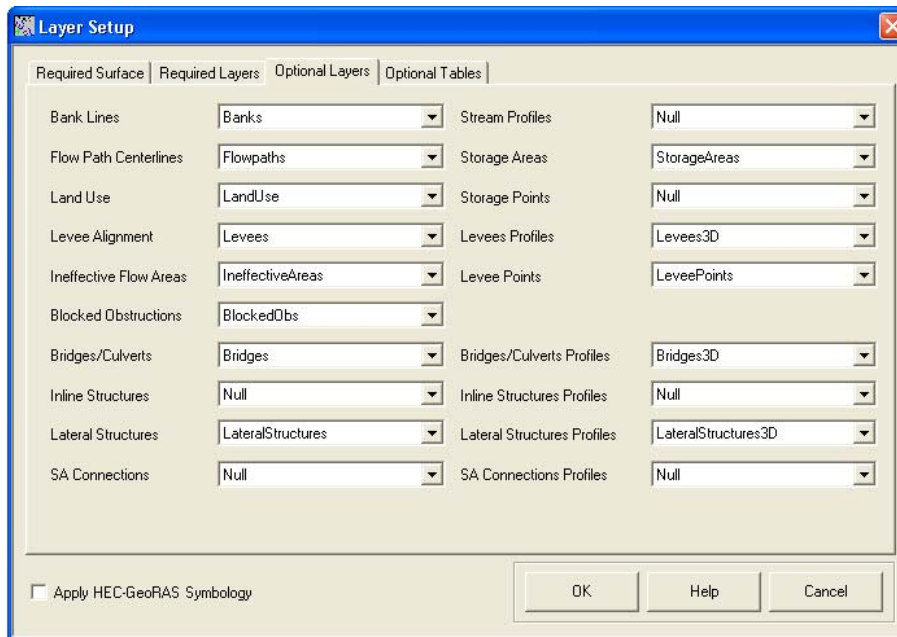 Layer Setup
Required Surface Required Layers Optional Layers Optional Tables
Bank Lines Banks Stream Profiles Null
Flow Path Centerlines Flowpaths Storage Areas StorageAreas
Land Use LandUse Storage Points Null
Levee Alignment Levees Levees Profiles Levees3D
Ineffective Flow Areas IneffectiveAreas Levee Points LeveePoints
Blocked Obstructions BlockedObs
Bridges/Culverts Bridges Bridges/Culverts Profiles Bridges3D
Inline Structures Null Inline Structures Profiles Null
Lateral Structures LateralStructures Lateral Structures Profiles LateralStructures3D
SA Connections Null SA Connections Profiles Null
Apply HEC-GeoRAS Symbology OK Help Cancel